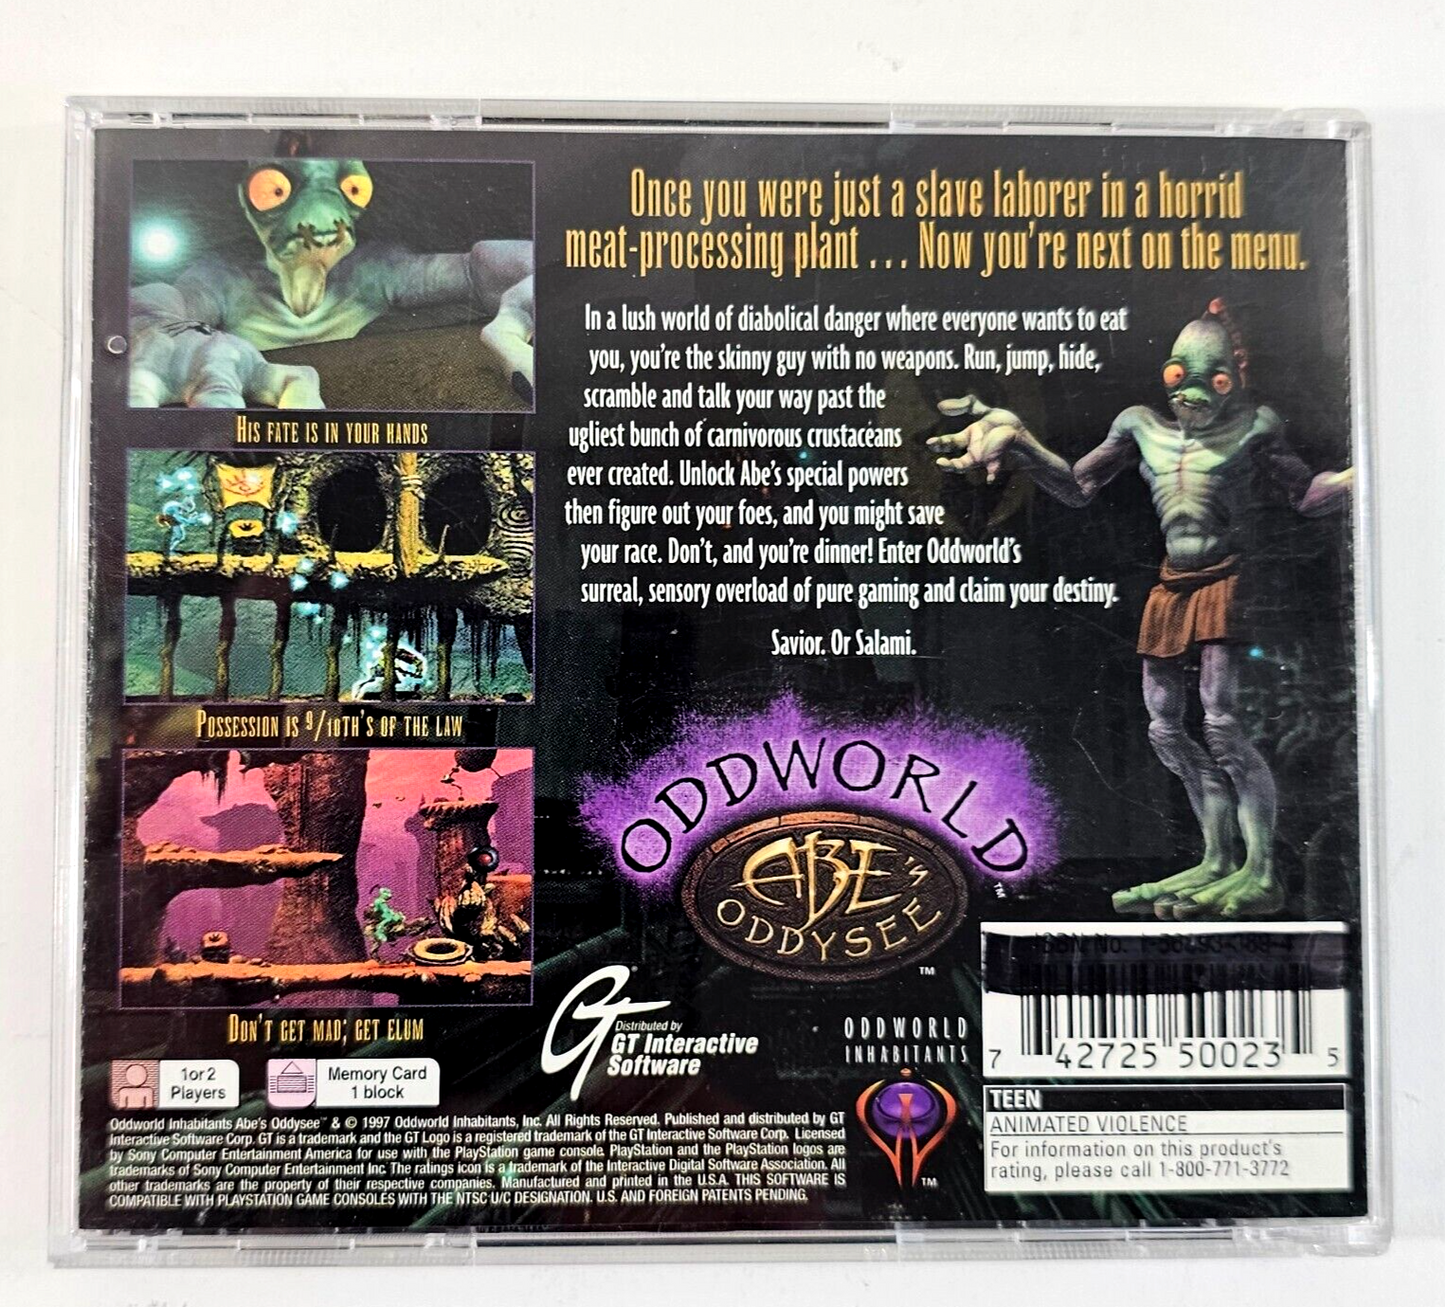 Once you were just a slave laborer in a horrid
meat-processing plant . . . Now you're next on the menu.
In a lush world of diabolical danger where everyone wants to eat
you, you're the skinny guy with no weapons. Run, jump, hide,
scramble and talk your way past the
ugliest bunch of carnivorous crustaceans
ever created. Unlock Abe's special powers
then figure out your foes, and you might save
your race. Don't, and you're dinner! Enter Oddworld's
surreal, sensory overload of pure gaming and claim your destiny.
Savior. Or Salami.
His fate is in your hands
Possession is 9/10th's of the law
Don't get mad; get Elum
ODDWORLD™
ABE'S
ODDYSEE
™
GT
Distributed by
GT Interactive
Software
ODDWORLD
INHABITANTS
™
ISBN No.
7 42725 50023 5
TEEN
ANIMATED VIOLENCE
For information on this product's
rating, please call 1-800-771-3772
1 or 2
Players
Memory Card
1 block
Oddworld Inhabitants Abe's Oddysee™ & © 1997 Oddworld Inhabitants, Inc. All Rights Reserved. Published and distributed by GT
Interactive Software Corp. GT is a trademark and the GT Logo is a registered trademark of the GT Interactive Software Corp. Licensed
by Sony Computer Entertainment America for use with the PlayStation game console. PlayStation and the PlayStation logos are
trademarks of Sony Computer Entertainment Inc. The ratings icon is a trademark of the Interactive Digital Software Association. All
other trademarks are the property of their respective companies. Manufactured and printed in the U.S.A. THIS SOFTWARE IS
COMPATIBLE WITH PLAYSTATION GAME CONSOLES WITH THE NTSC U/C DESIGNATION. U.S. AND FOREIGN PATENTS PENDING.